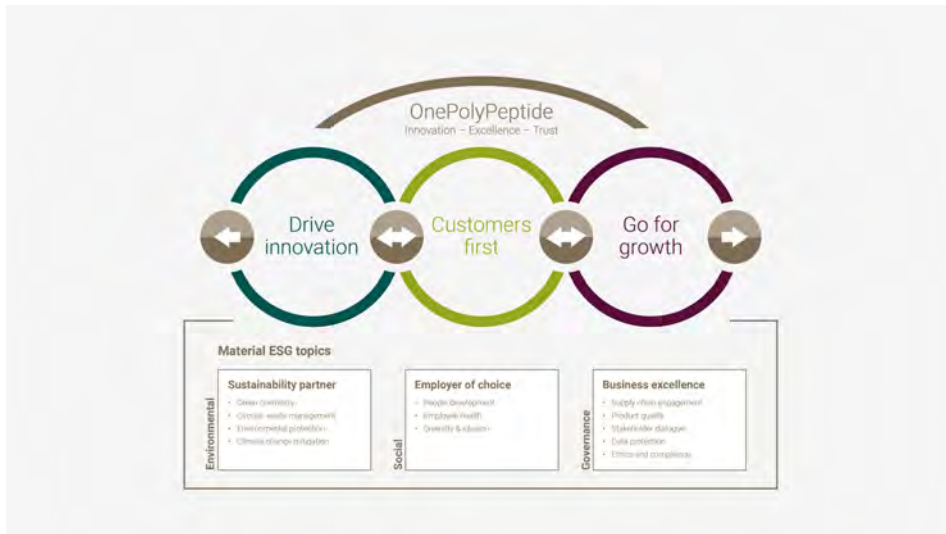 OnePolyPeptide
Innovation – Excellence – Trust
Drive
innovation
Customers
first
Go for
growth
Material ESG topics
Environmental
Sustainability partner
• Green chemistry
• Circular waste management
• Environmental protection
• Climate change mitigation
Social
Employer of choice
• People development
• Employee health
• Diversity & inclusion
Governance
Business excellence
• Supply chain engagement
• Product quality
• Stakeholder dialogue
• Data protection
• Ethics and compliance